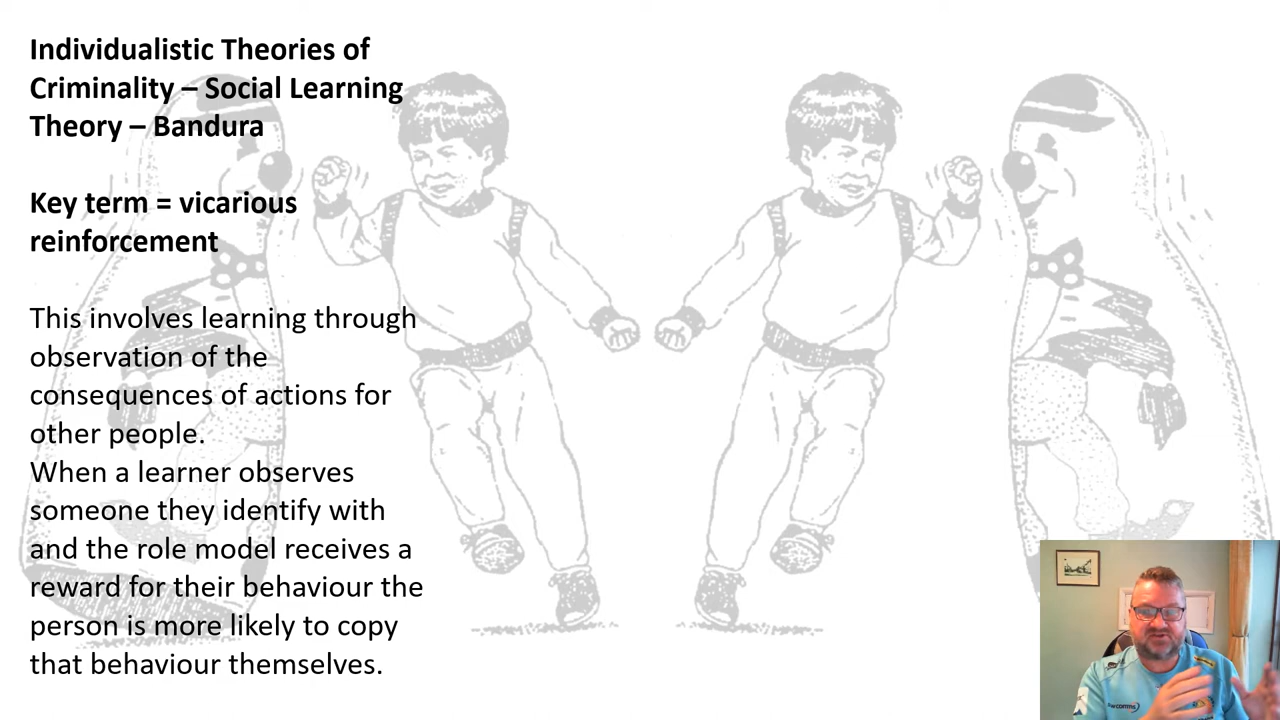 Individualistic Theories of
Criminality – Social Learning
Theory – Bandura
Key term = vicarious
reinforcement
This involves learning through
observation of the
consequences of actions for
other people.
When a learner observes
someone they identify with
and the role model receives a
reward for their behaviour the
person is more likely to copy
that behaviour themselves.